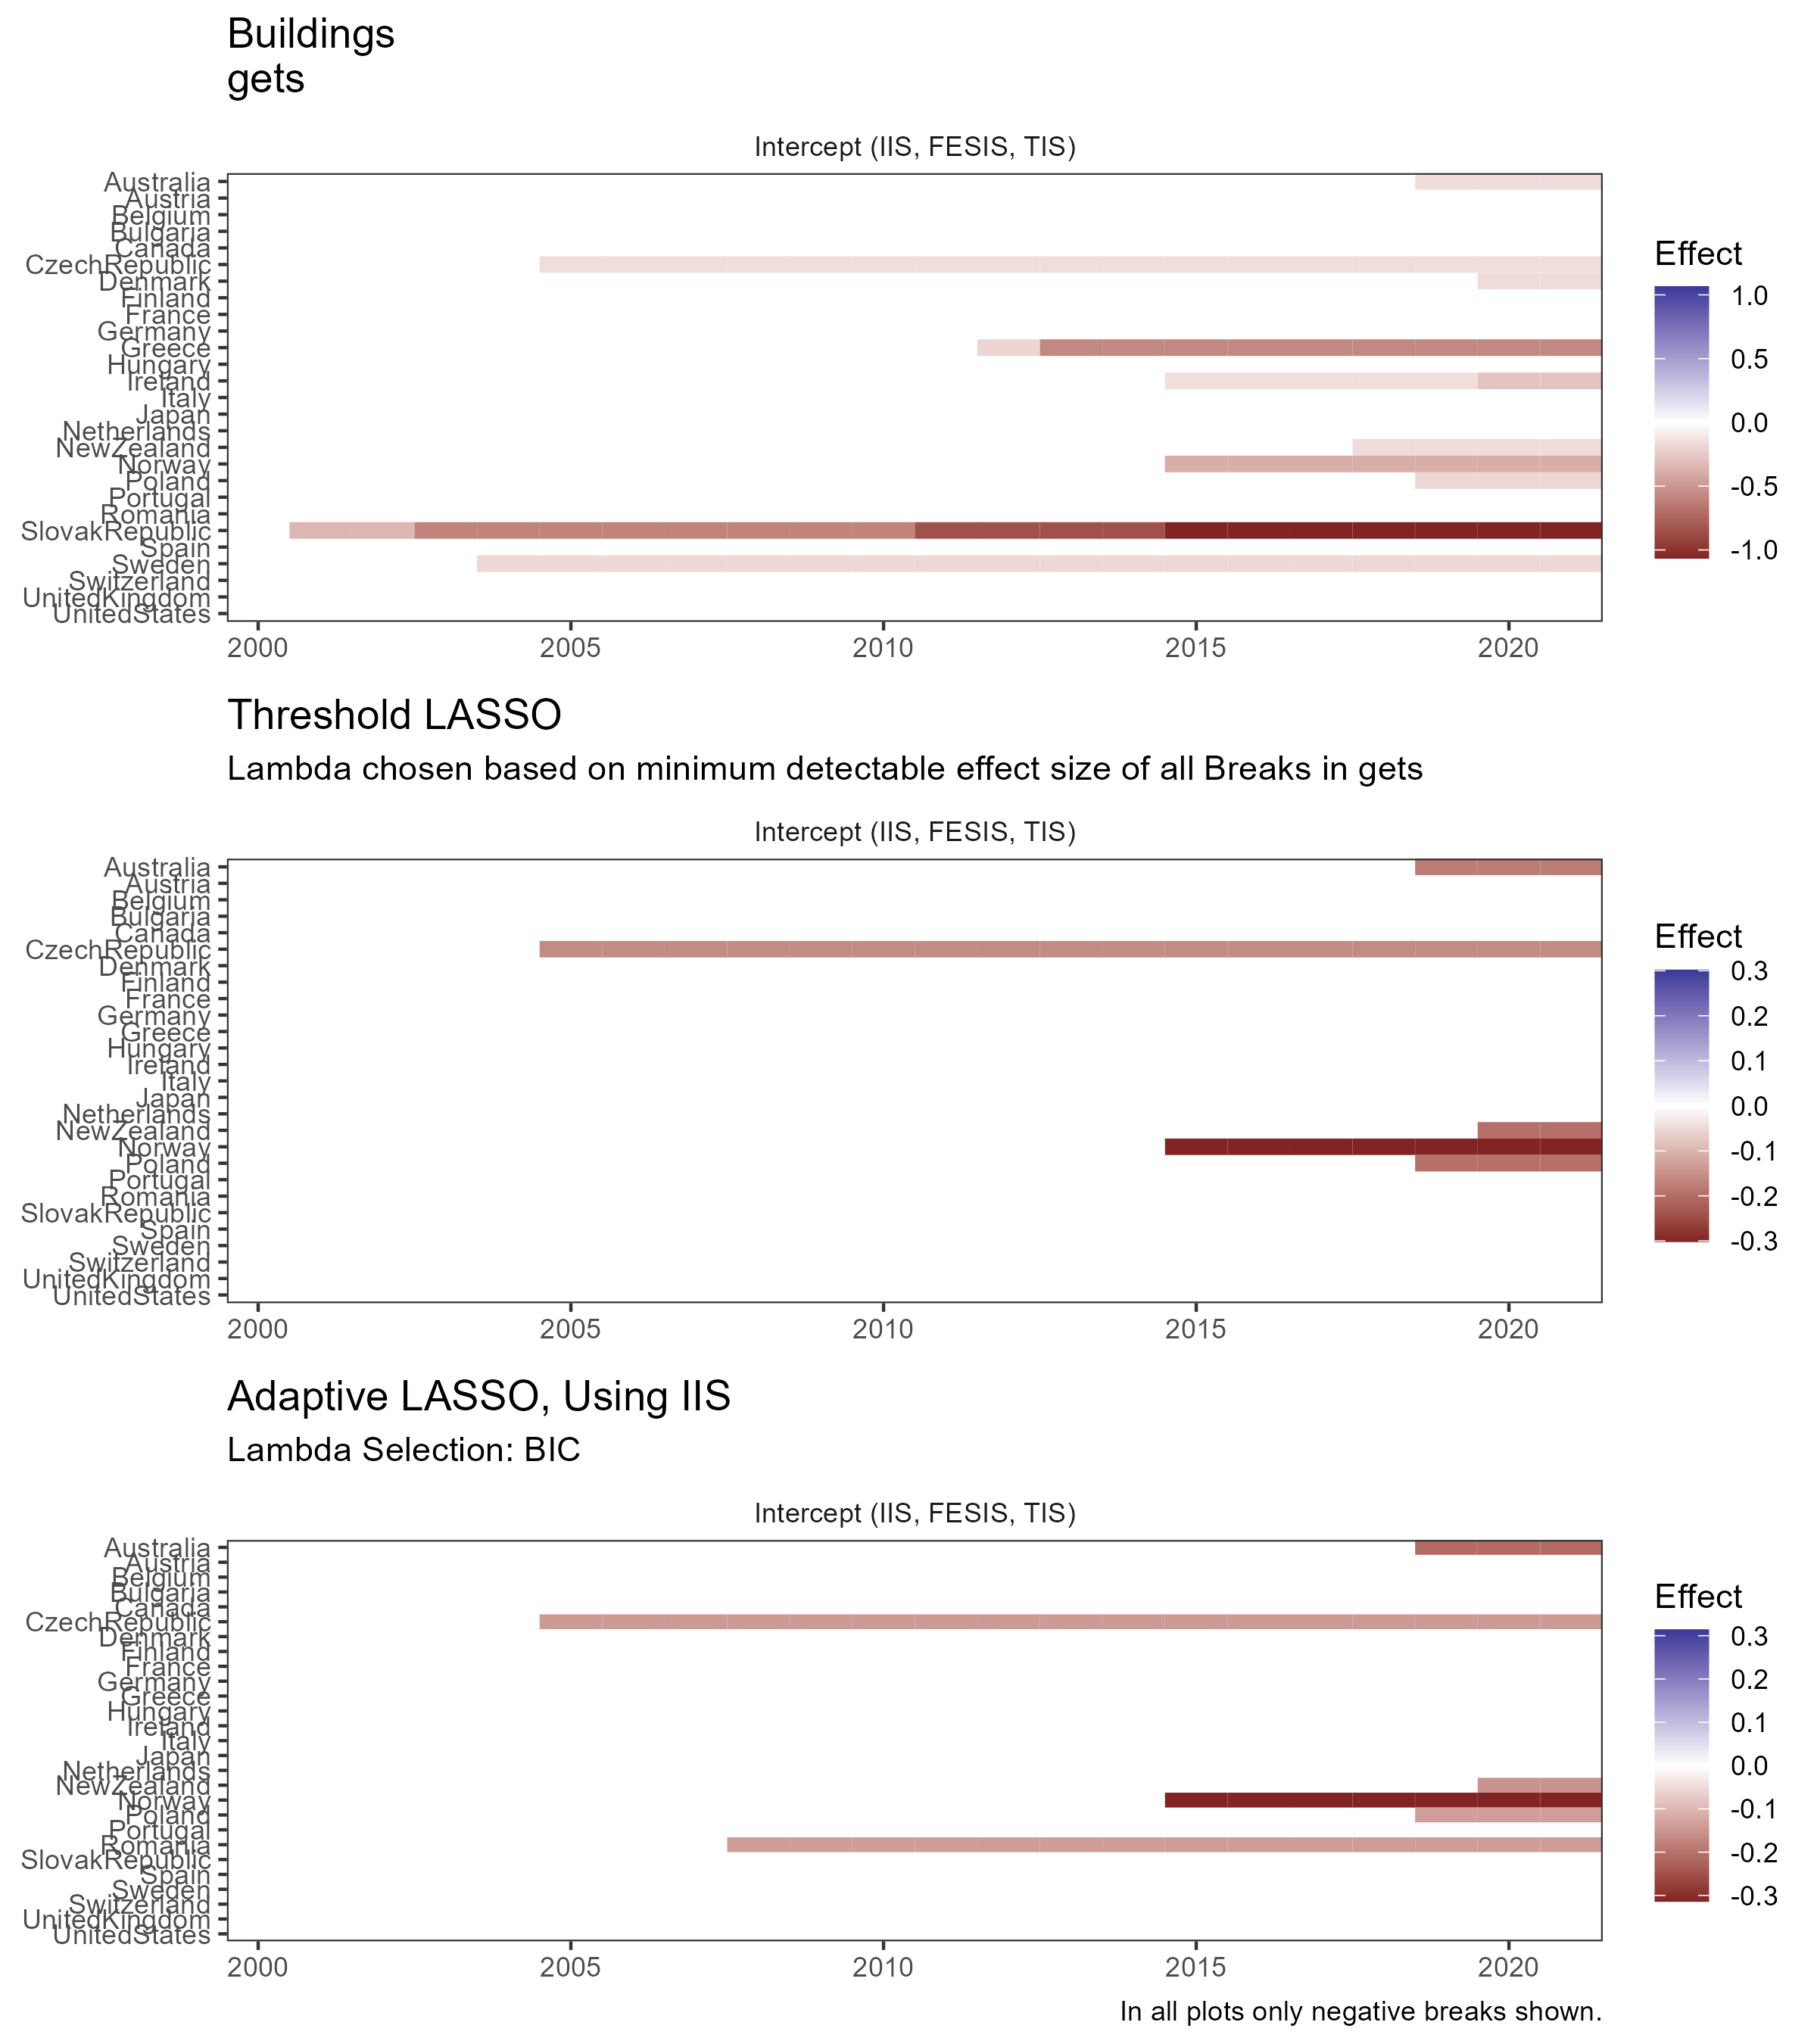 Buildings
gets
Intercept (IIS, FESIS, TIS)
Australia
Austria
Belgium
Bulgaria
Canada
CzechRepublic
Denmark
Finland
France
Germany
Greece
Hungary
Ireland
Italy
Japan
Netherlands
NewZealand
Norway
Poland
Portugal
Romania
SlovakRepublic
Spain
Sweden
Switzerland
UnitedKingdom
UnitedStates
2000 2005 2010 2015 2020
Effect
1.0
0.5
0.0
-0.5
-1.0
Threshold LASSO
Lambda chosen based on minimum detectable effect size of all Breaks in gets
Intercept (IIS, FESIS, TIS)
Australia
Austria
Belgium
Bulgaria
Canada
CzechRepublic
Denmark
Finland
France
Germany
Greece
Hungary
Ireland
Italy
Japan
Netherlands
NewZealand
Norway
Poland
Portugal
Romania
SlovakRepublic
Spain
Sweden
Switzerland
UnitedKingdom
UnitedStates
2000 2005 2010 2015 2020
Effect
0.3
0.2
0.1
0.0
-0.1
-0.2
-0.3
Adaptive LASSO, Using IIS
Lambda Selection: BIC
Intercept (IIS, FESIS, TIS)
Australia
Austria
Belgium
Bulgaria
Canada
CzechRepublic
Denmark
Finland
France
Germany
Greece
Hungary
Ireland
Italy
Japan
Netherlands
NewZealand
Norway
Poland
Portugal
Romania
SlovakRepublic
Spain
Sweden
Switzerland
UnitedKingdom
UnitedStates
2000 2005 2010 2015 2020
Effect
0.3
0.2
0.1
0.0
-0.1
-0.2
-0.3
In all plots only negative breaks shown.